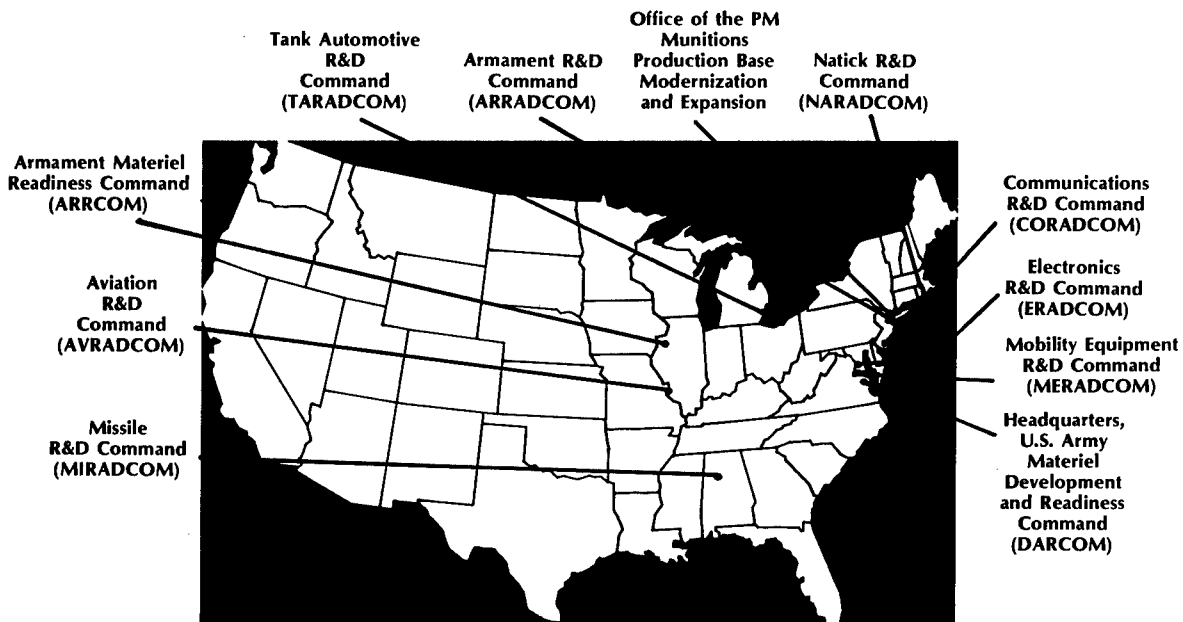 Tank Automotive
R&D
Command
(TARADCOM)
Armament R&D
Command
(ARRADCOM)
Office of the PM
Munitions
Production Base
Modernization
and Expansion
Natick R&D
Command
(NARADCOM)
Armament Materiel
Readiness Command
(ARRCOM)
Aviation
R&D
Command
(AVRADCOM)
Missile
R&D Command
(MIRADCOM)
Communications
R&D Command
(CORADCOM)
Electronics
R&D Command
(ERADCOM)
Mobility Equipment
R&D Command
(MERADCOM)
Headquarters,
U.S. Army
Materiel
Development
and Readiness
Command
(DARCOM)